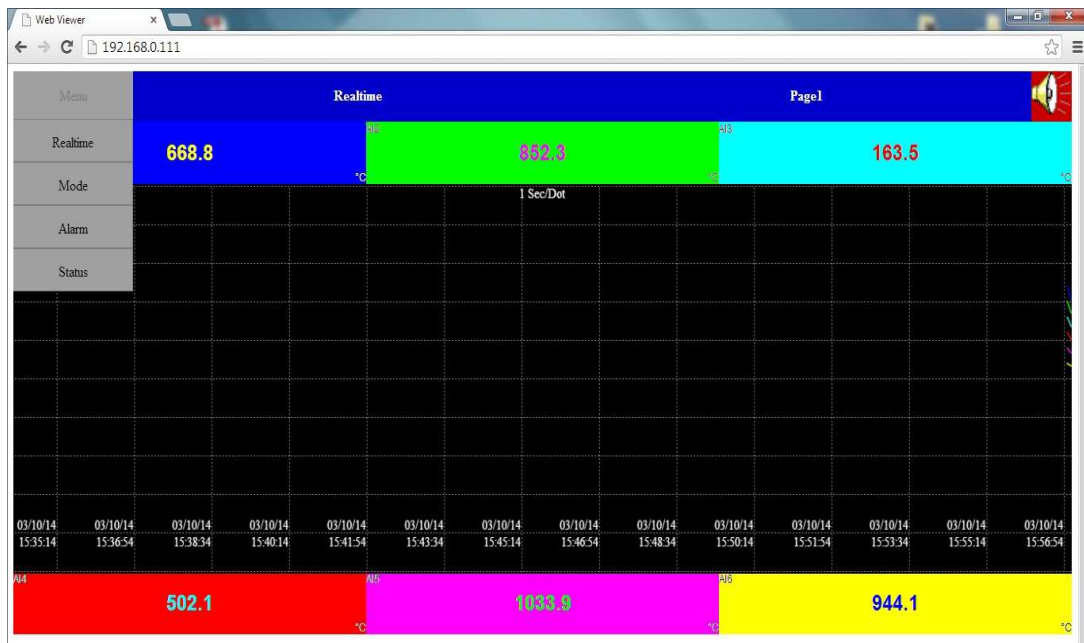 Web Viewer
192.168.0.111
Menu Realtime Page1
Realtime
Mode
Alarm
Status
668.8 °C
AI2 852.3 °C
AI3 163.5 °C
1 Sec/Dot
03/10/14 03/10/14 03/10/14 03/10/14 03/10/14 03/10/14 03/10/14 03/10/14 03/10/14 03/10/14 03/10/14 03/10/14 03/10/14 03/10/14
15:35:14 15:36:54 15:38:34 15:40:14 15:41:54 15:43:34 15:45:14 15:46:54 15:48:34 15:50:14 15:51:54 15:53:34 15:55:14 15:56:54
AI4 502.1 °C
AI5 1033.9 °C
AI6 944.1 °C